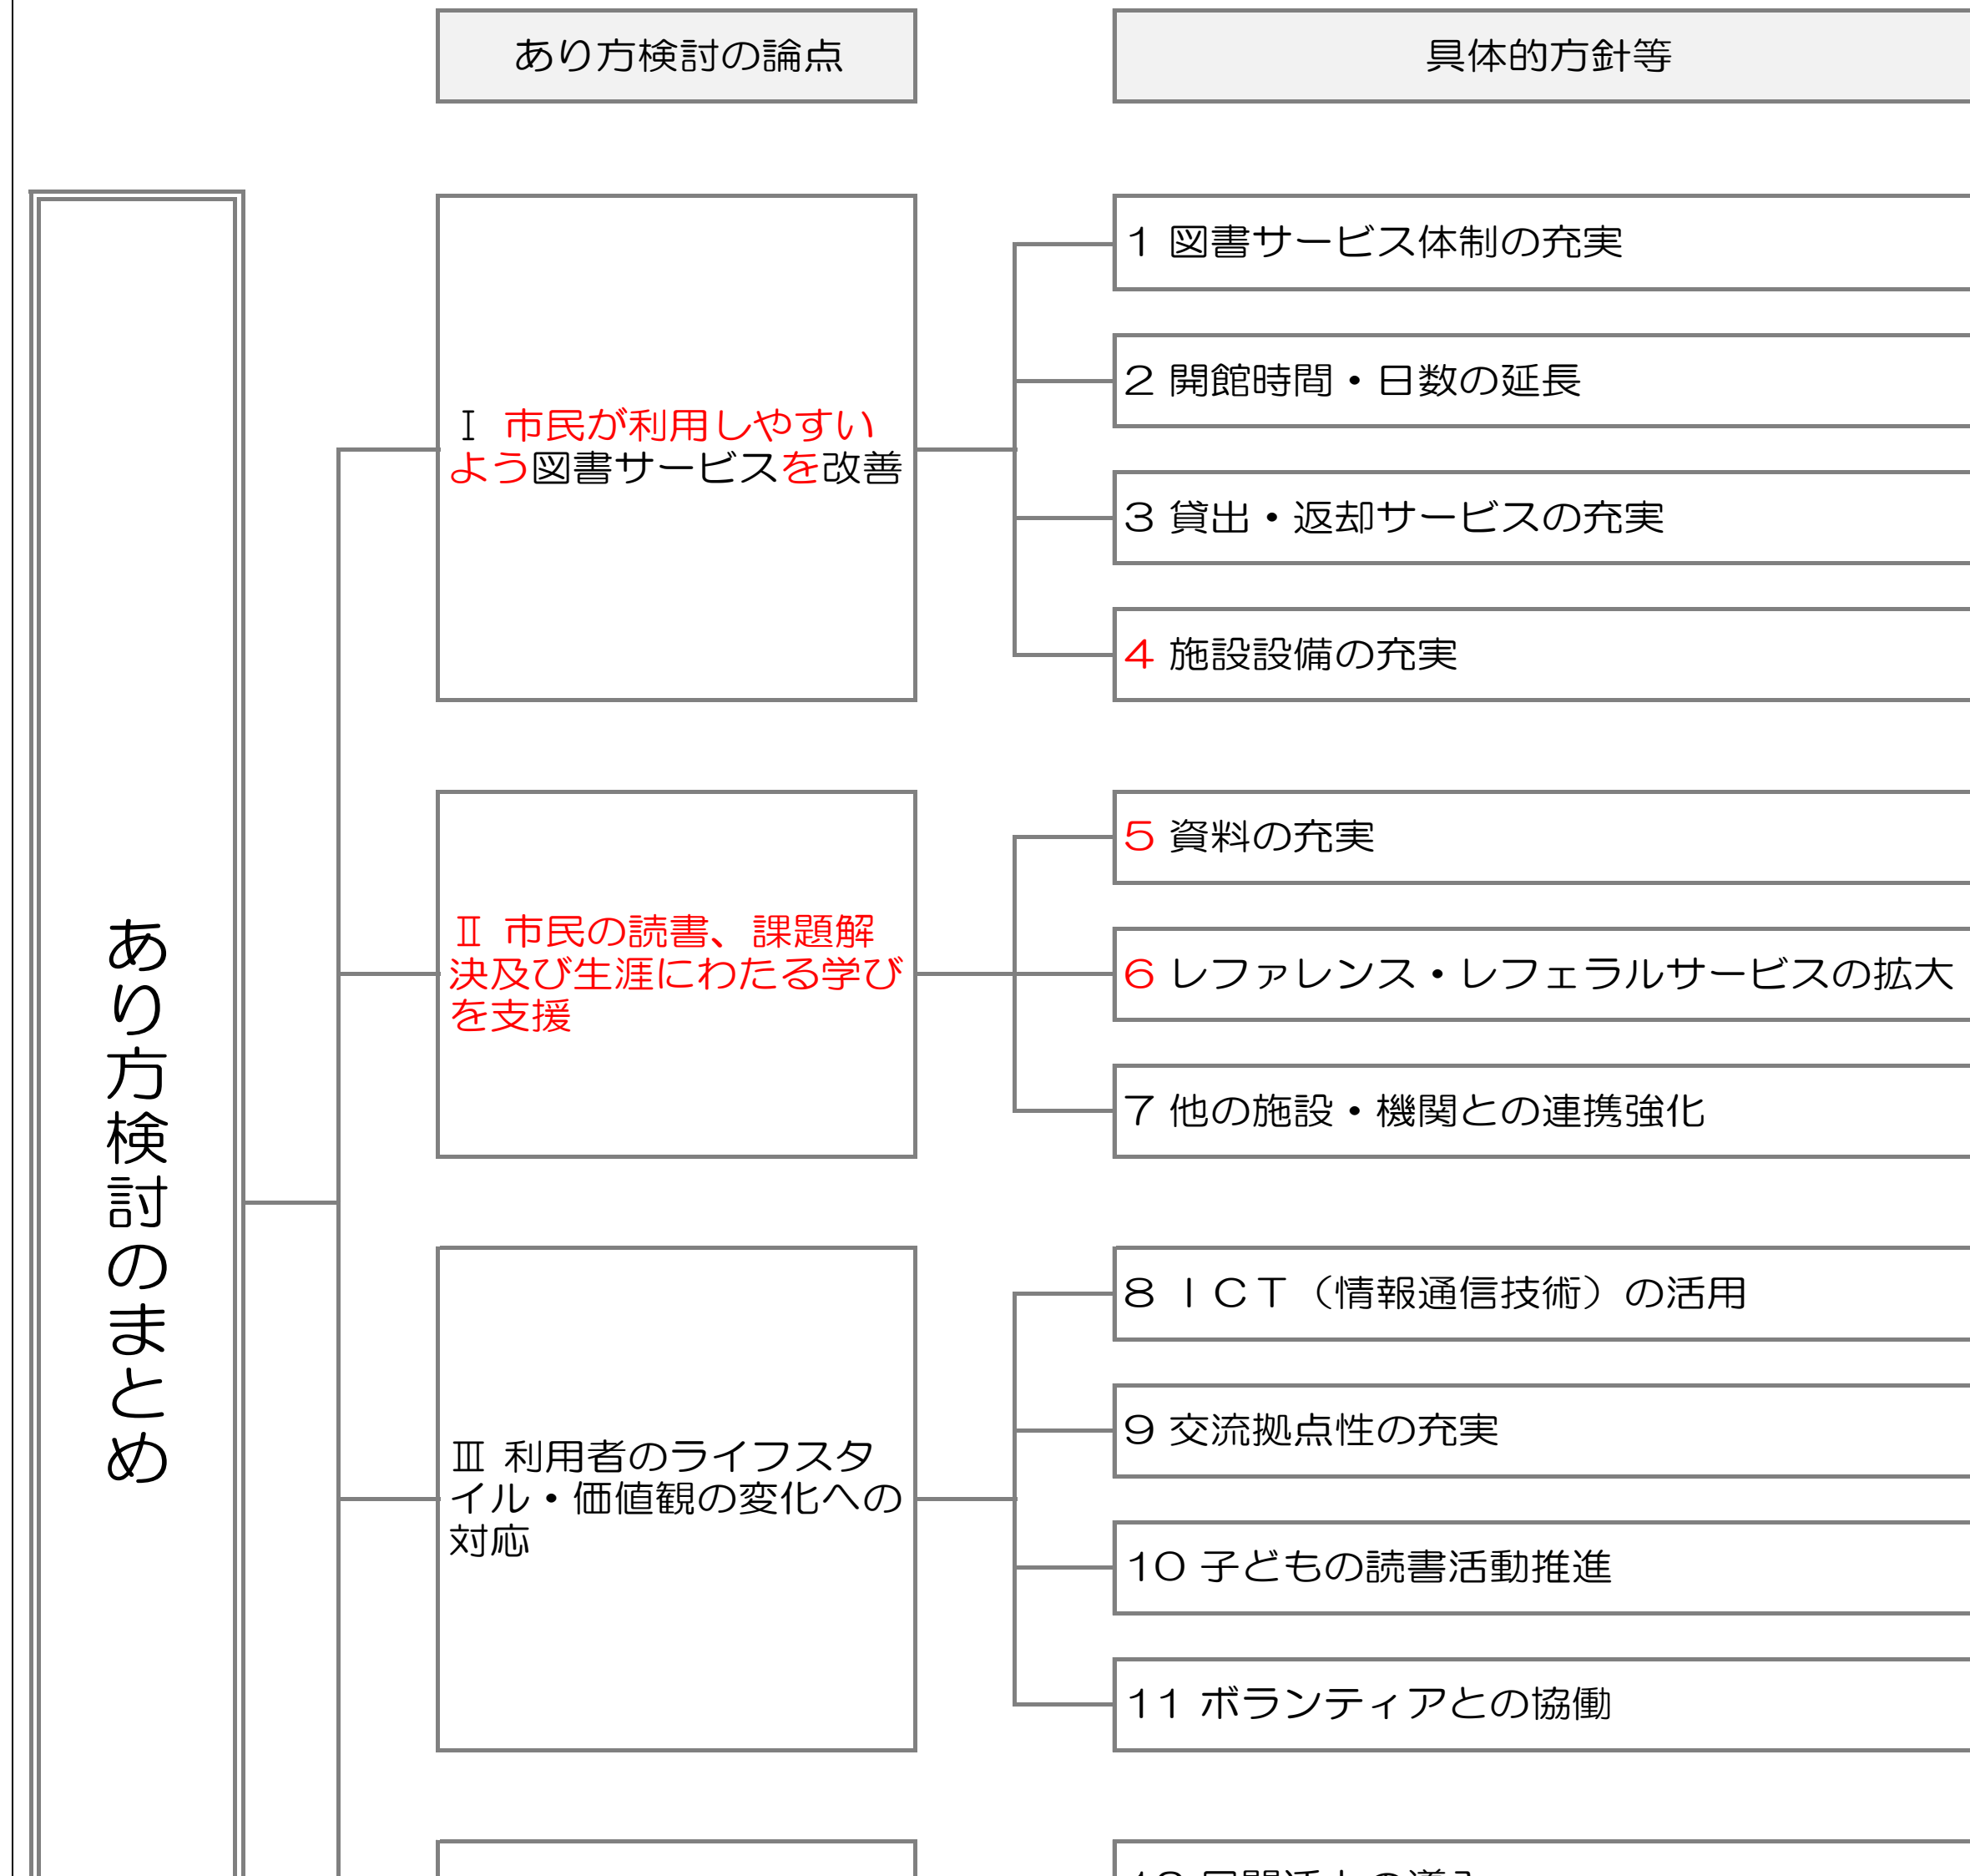 あり方検討の論点
具体的方針等
あり方検討のまとめ
Ⅰ 市民が利用しやすい
よう図書サービスを改善
1 図書サービス体制の充実
2 開館時間・日数の延長
3 貸出・返却サービスの充実
4 施設設備の充実
Ⅱ 市民の読書、課題解
決及び生涯にわたる学び
を支援
5 資料の充実
6 レファレンス・レフェラルサービスの拡大
7 他の施設・機関との連携強化
Ⅲ 利用者のライフスタ
イル・価値観の変化への
対応
8 ＩＣＴ（情報通信技術）の活用
9 交流拠点性の充実
10 子どもの読書活動推進
11 ボランティアとの協働